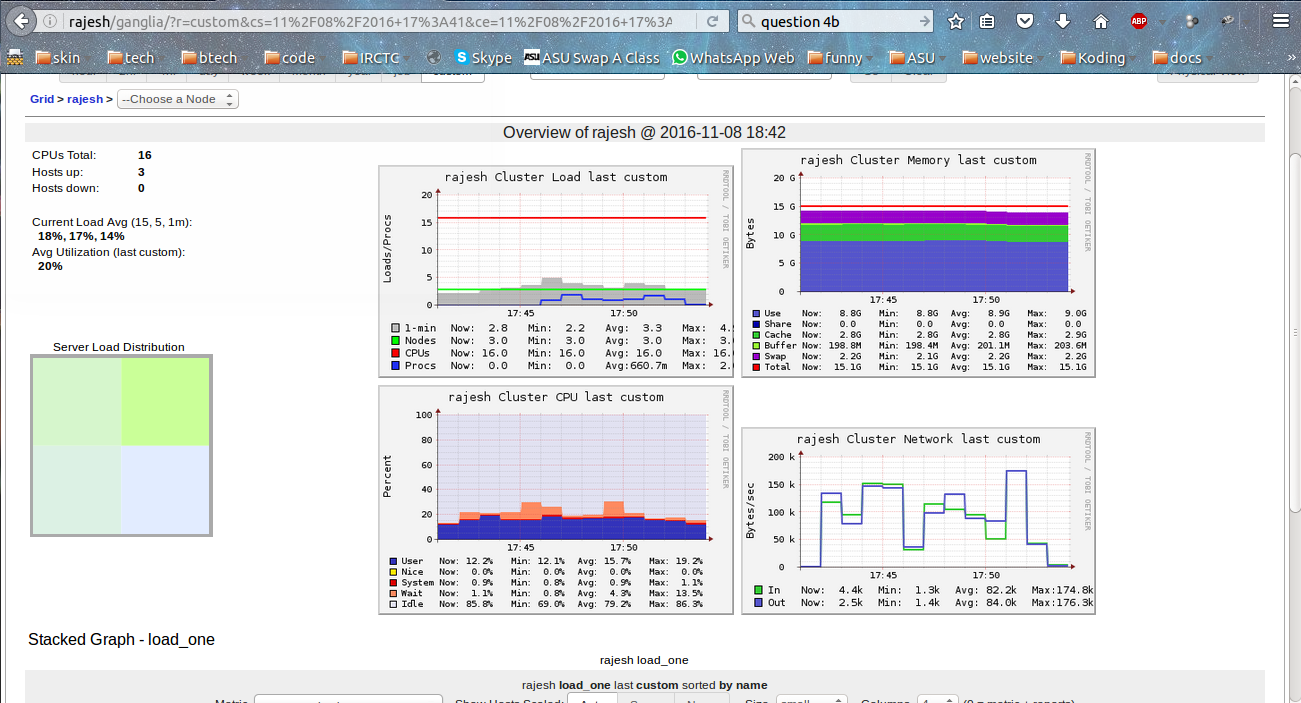 rajesh/ganglia/?r=custom&cs=11%2F08%2F2016+17%3A41&ce=11%2F08%2F2016+17%3A
question 4b
ABP
skin tech btech code IRCTC Skype ASU Swap A Class WhatsApp Web funny ASU website Koding docs »
Grid > rajesh > --Choose a Node
Overview of rajesh @ 2016-11-08 18:42
CPUs Total: 16
Hosts up: 3
Hosts down: 0
Current Load Avg (15, 5, 1m):
18%, 17%, 14%
Avg Utilization (last custom):
20%
Server Load Distribution
rajesh Cluster Load last custom
RRDTOOL / TOBI OETIKER
Loads/Procs
20
15
10
5
0
17:45 17:50
1-min Now: 2.8 Min: 2.2 Avg: 3.3 Max: 4.
Nodes Now: 3.0 Min: 3.0 Avg: 3.0 Max: 3.
CPUs Now: 16.0 Min: 16.0 Avg: 16.0 Max: 16.
Procs Now: 0.0 Min: 0.0 Avg:660.7m Max: 2.
rajesh Cluster Memory last custom
RRDTOOL / TOBI OETIKER
Bytes
20 G
15 G
10 G
5 G
0
17:45 17:50
Use Now: 8.8G Min: 8.8G Avg: 8.9G Max: 9.0G
Share Now: 0.0 Min: 0.0 Avg: 0.0 Max: 0.0
Cache Now: 2.8G Min: 2.8G Avg: 2.8G Max: 2.9G
Buffer Now: 198.8M Min: 198.4M Avg: 201.1M Max: 203.6M
Swap Now: 2.2G Min: 2.1G Avg: 2.2G Max: 2.2G
Total Now: 15.1G Min: 15.1G Avg: 15.1G Max: 15.1G
rajesh Cluster CPU last custom
RRDTOOL / TOBI OETIKER
Percent
100
80
60
40
20
0
17:45 17:50
User Now: 12.2% Min: 12.1% Avg: 15.7% Max: 19.2%
Nice Now: 0.0% Min: 0.0% Avg: 0.0% Max: 0.0%
System Now: 0.9% Min: 0.8% Avg: 0.9% Max: 1.1%
Wait Now: 1.1% Min: 0.8% Avg: 4.3% Max: 13.5%
Idle Now: 85.8% Min: 69.0% Avg: 79.2% Max: 86.3%
rajesh Cluster Network last custom
RRDTOOL / TOBI OETIKER
Bytes/sec
200 k
150 k
100 k
50 k
0
17:45 17:50
In Now: 4.4k Min: 1.3k Avg: 82.2k Max:174.8k
Out Now: 2.5k Min: 1.4k Avg: 84.0k Max:176.3k
Stacked Graph - load_one
rajesh load_one
rajesh load_one last custom sorted by name
Metric Show Hosts Scaled: Size small Columns 4